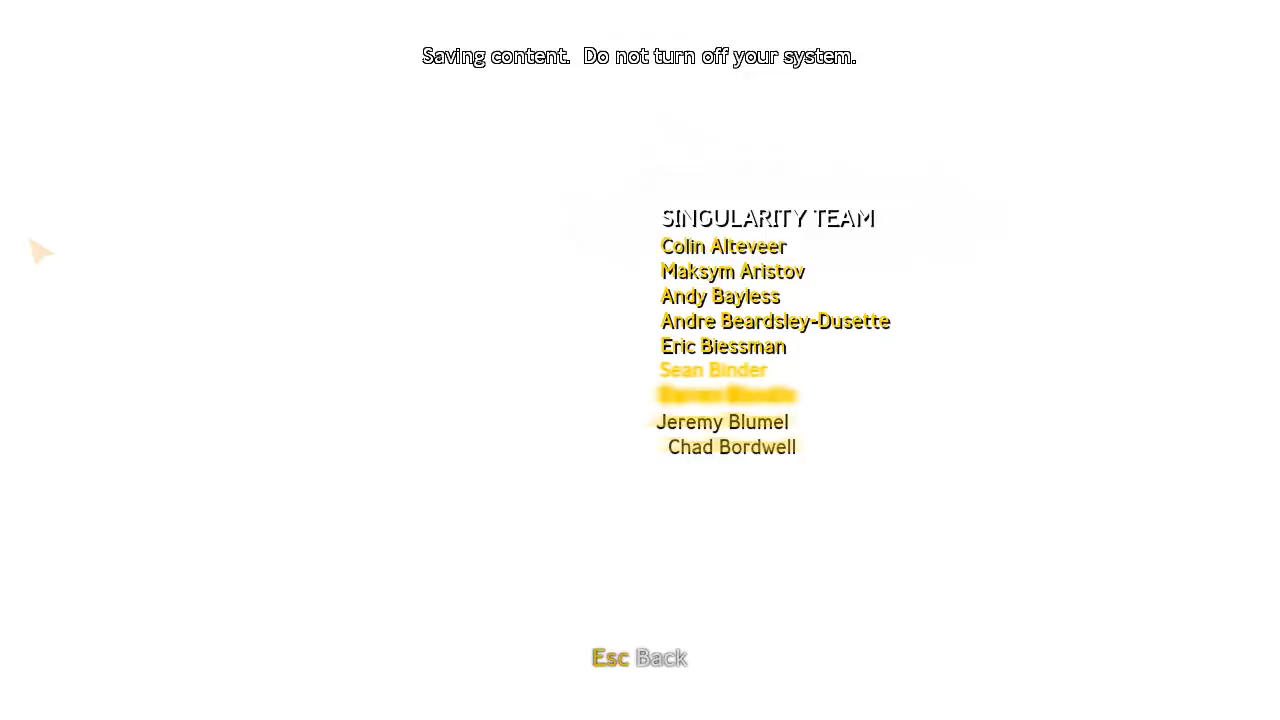 Saving content.  Do not turn off your system.
SINGULARITY TEAM
Colin Alteveer
Maksym Aristov
Andy Bayless
Andre Beardsley-Dusette
Eric Biessman
Sean Binder
Jeremy Blumel
Chad Bordwell
Esc Back